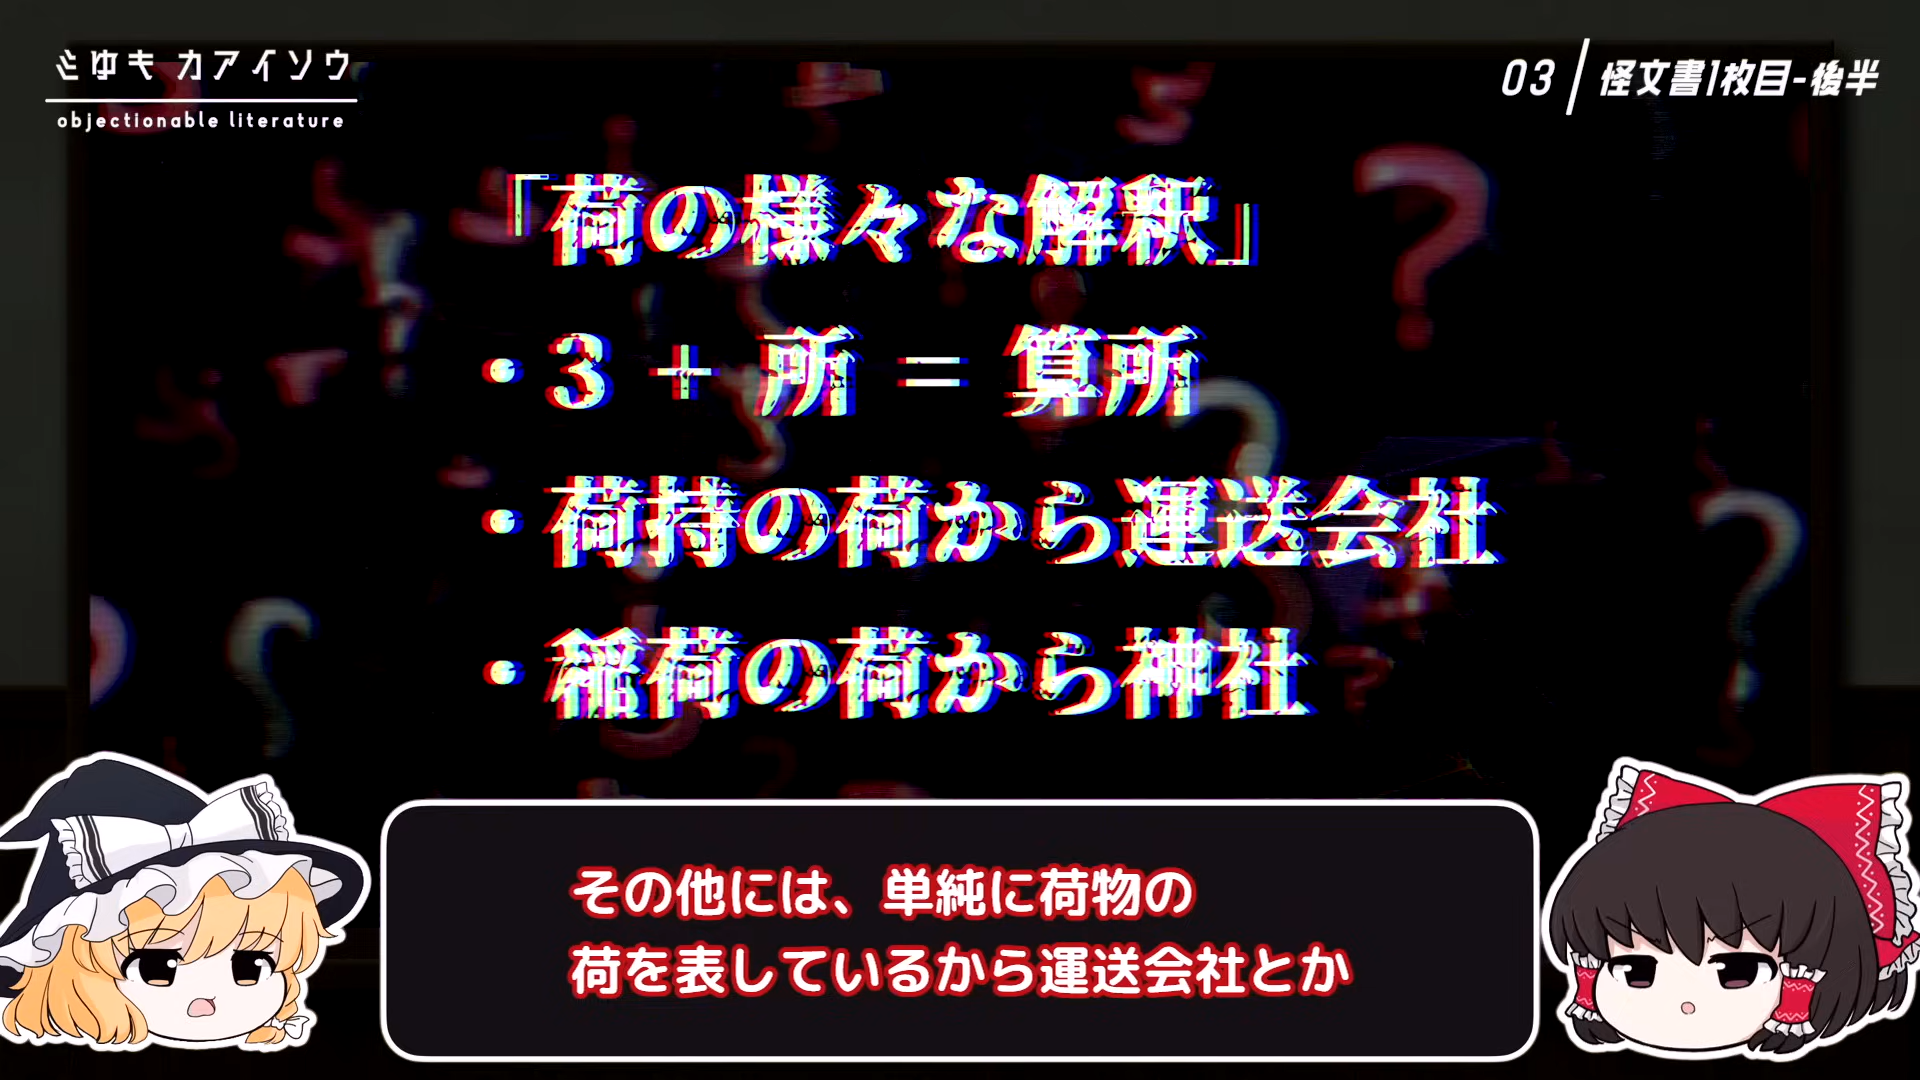 ミゆキ カアイソウ
objectionable literature
03
怪文書1枚目-後半
「荷の様々な解釈」
・3 + 所 = 算所
・荷持の荷から運送会社
・稲荷の荷から神社
その他には、単純に荷物の
荷を表しているから運送会社とか